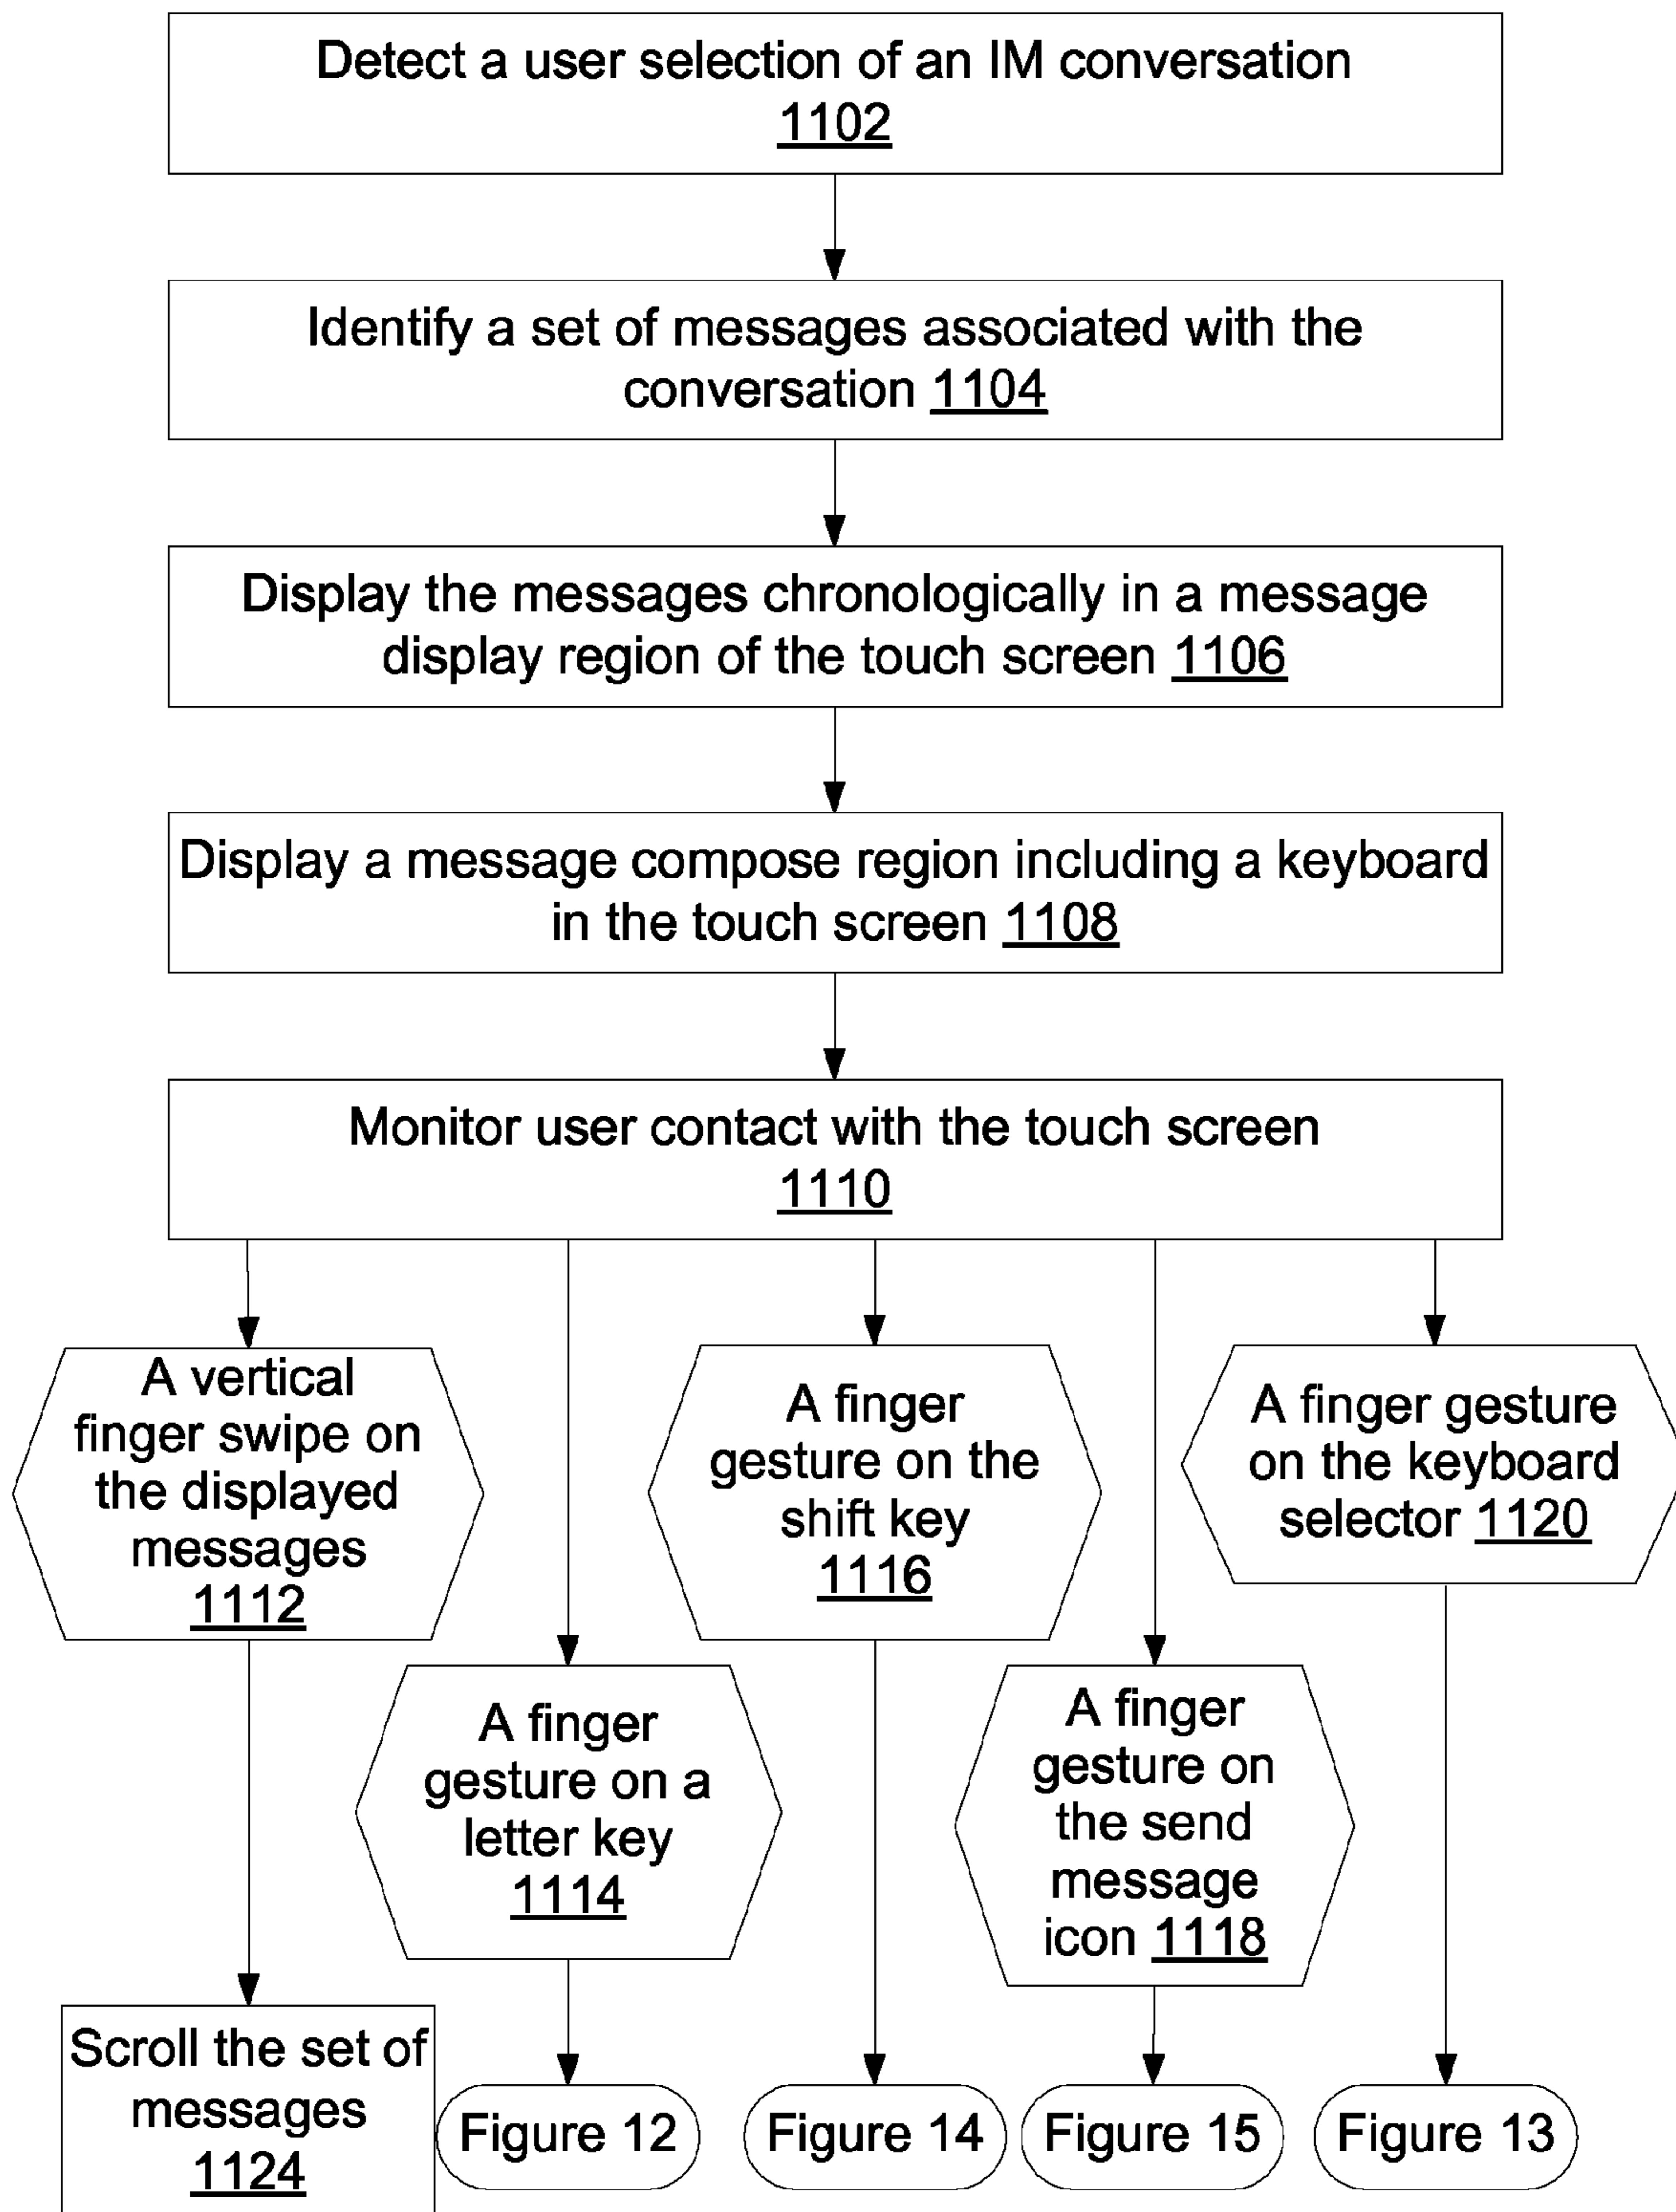 Detect a user selection of an IM conversation
1102
Identify a set of messages associated with the
conversation 1104
Display the messages chronologically in a message
display region of the touch screen 1106
Display a message compose region including a keyboard
in the touch screen 1108
Monitor user contact with the touch screen
1110
A vertical
finger swipe on
the displayed
messages
1112
A finger
gesture on a
letter key
1114
A finger
gesture on the
shift key
1116
A finger
gesture on
the send
message
icon 1118
A finger gesture
on the keyboard
selector 1120
Scroll the set of
messages
1124
Figure 12
Figure 14
Figure 15
Figure 13